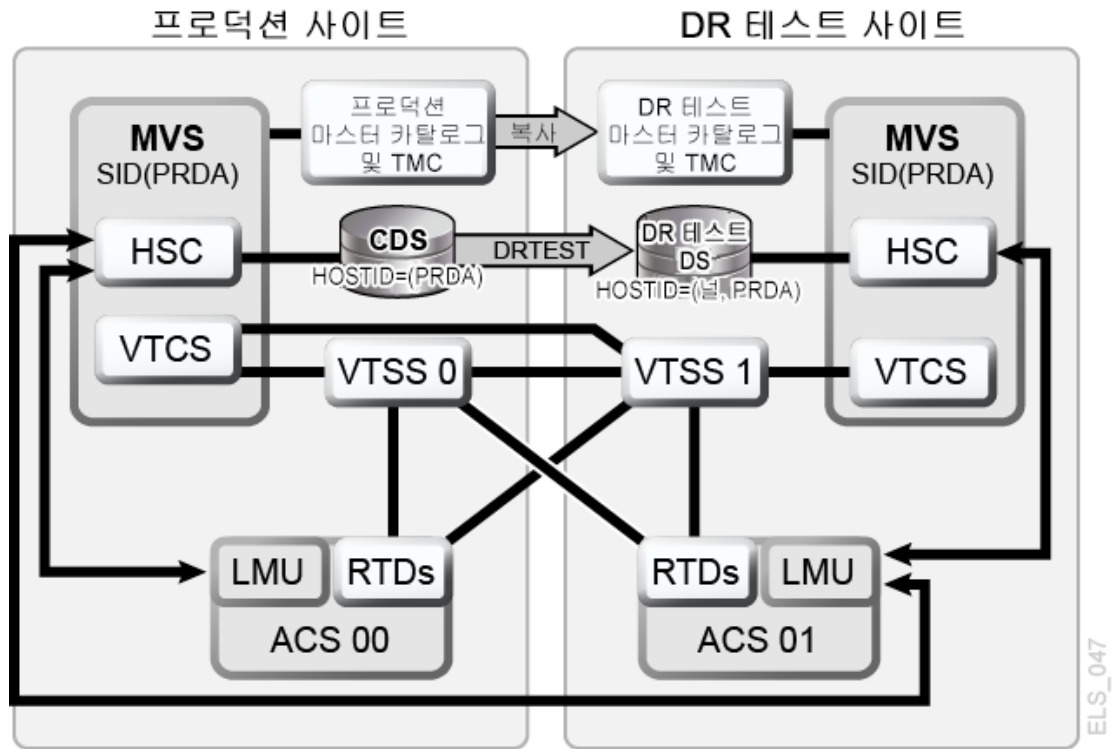 프로덕션 사이트
DR 테스트 사이트
MVS
SID(PRDA)
프로덕션
마스터 카탈로그
및 TMC
복사
DR 테스트
마스터 카탈로그
및 TMC
MVS
SID(PRDA)
HSC
CDS
HOSTID=(PRDA)
DRTEST
DR 테스트
DS
HOSTID=(널, PRDA)
HSC
VTCS
VTSS 0
VTSS 1
VTCS
LMU
RTDs
ACS 00
RTDs
LMU
ACS 01
ELS_047